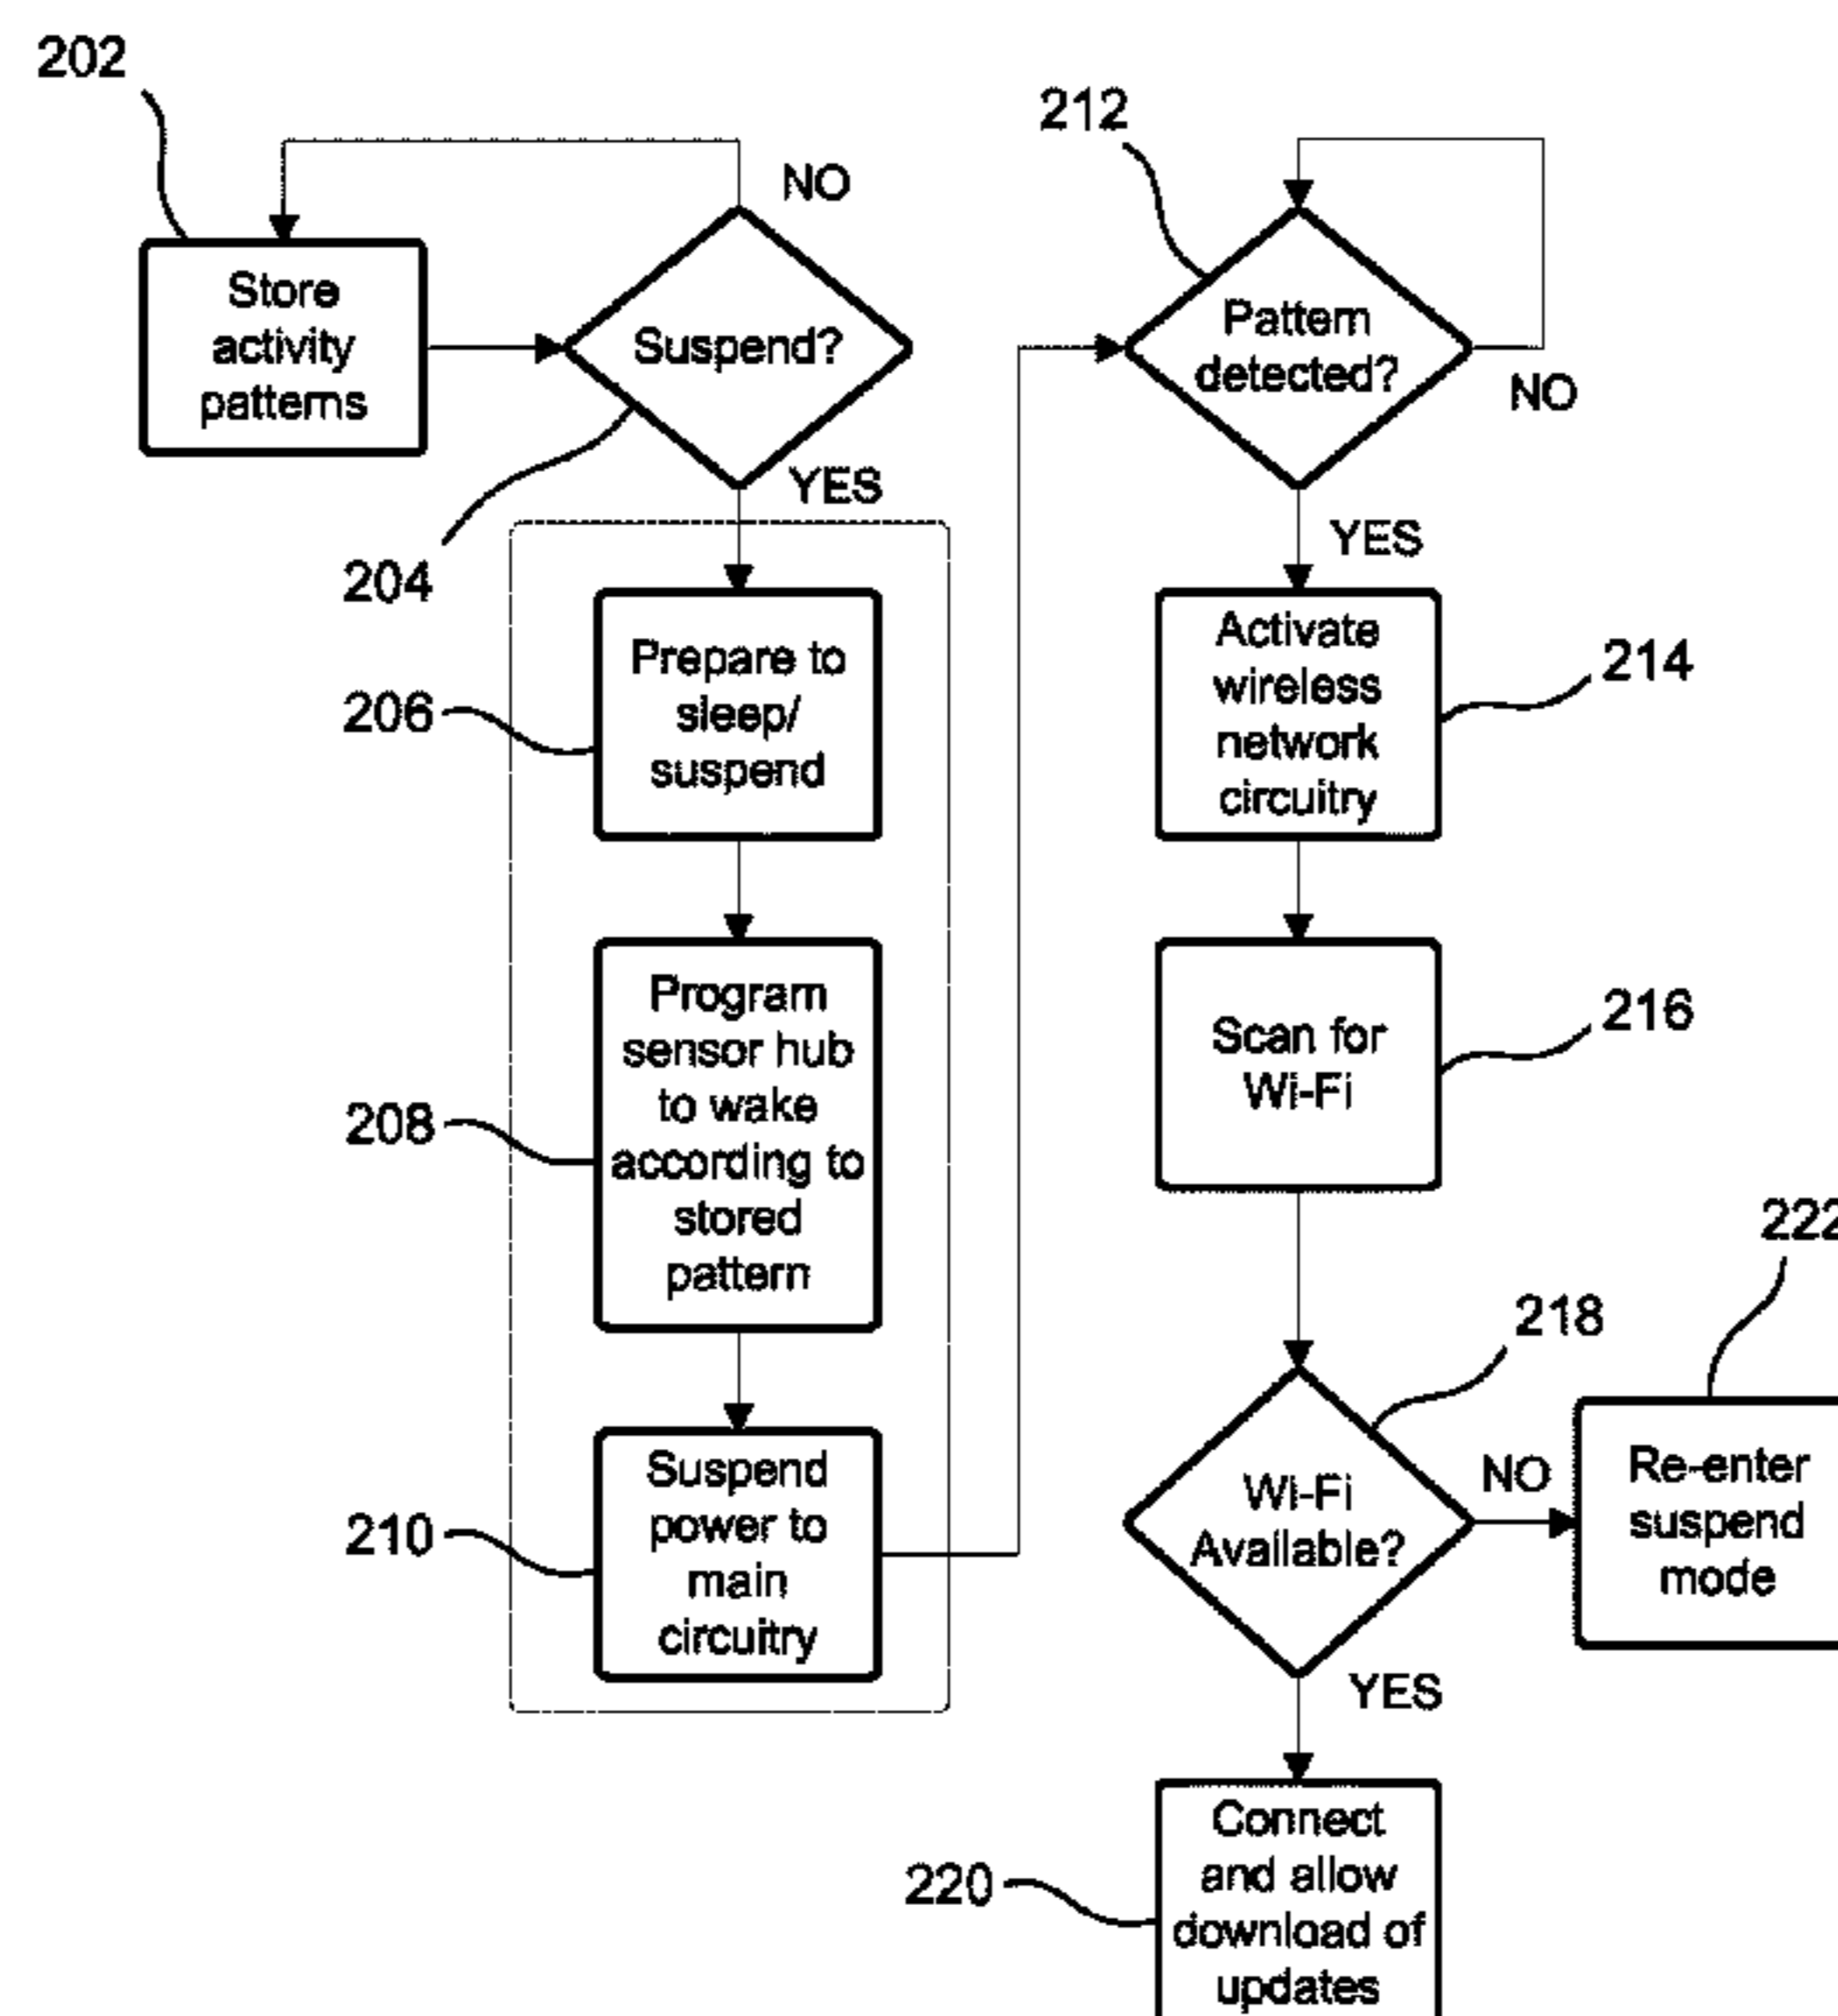 202
NO
Store
activity
patterns
Suspend?
204
YES
206
Prepare to
sleep/
suspend
208
Program
sensor hub
to wake
according to
stored
pattern
210
Suspend
power to
main
circuitry
212
Pattern
detected?
NO
YES
Activate
wireless
network
circuitry
214
Scan for
Wi-Fi
216
218
Wi-Fi
Available?
NO
222
Re-enter
suspend
mode
YES
220
Connect
and allow
download of
updates